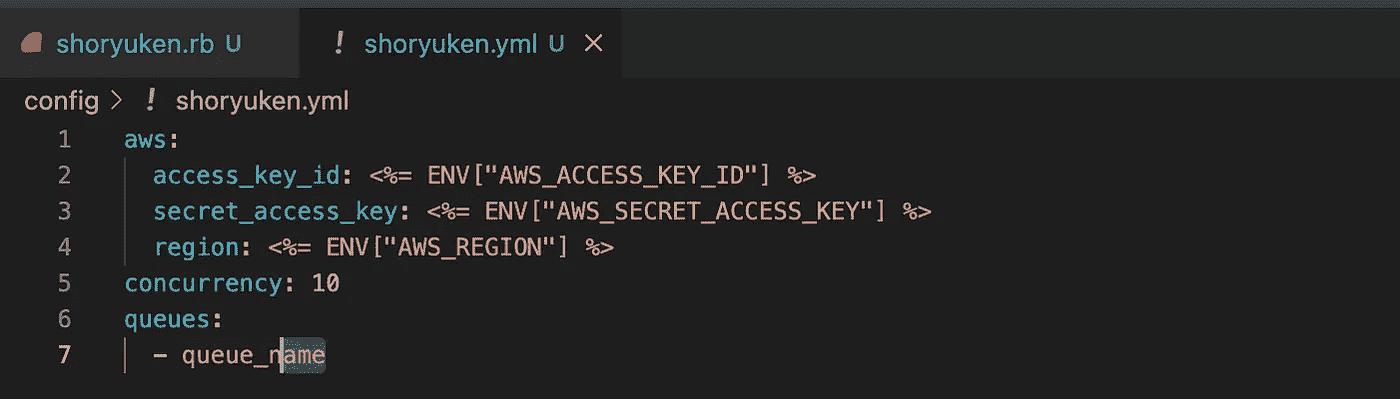 shoryuken.rb U ! shoryuken.yml U
config > ! shoryuken.yml
1 aws:
2 access_key_id: <%= ENV["AWS_ACCESS_KEY_ID"] %>
3 secret_access_key: <%= ENV["AWS_SECRET_ACCESS_KEY"] %>
4 region: <%= ENV["AWS_REGION"] %>
5 concurrency: 10
6 queues:
7 - queue_name